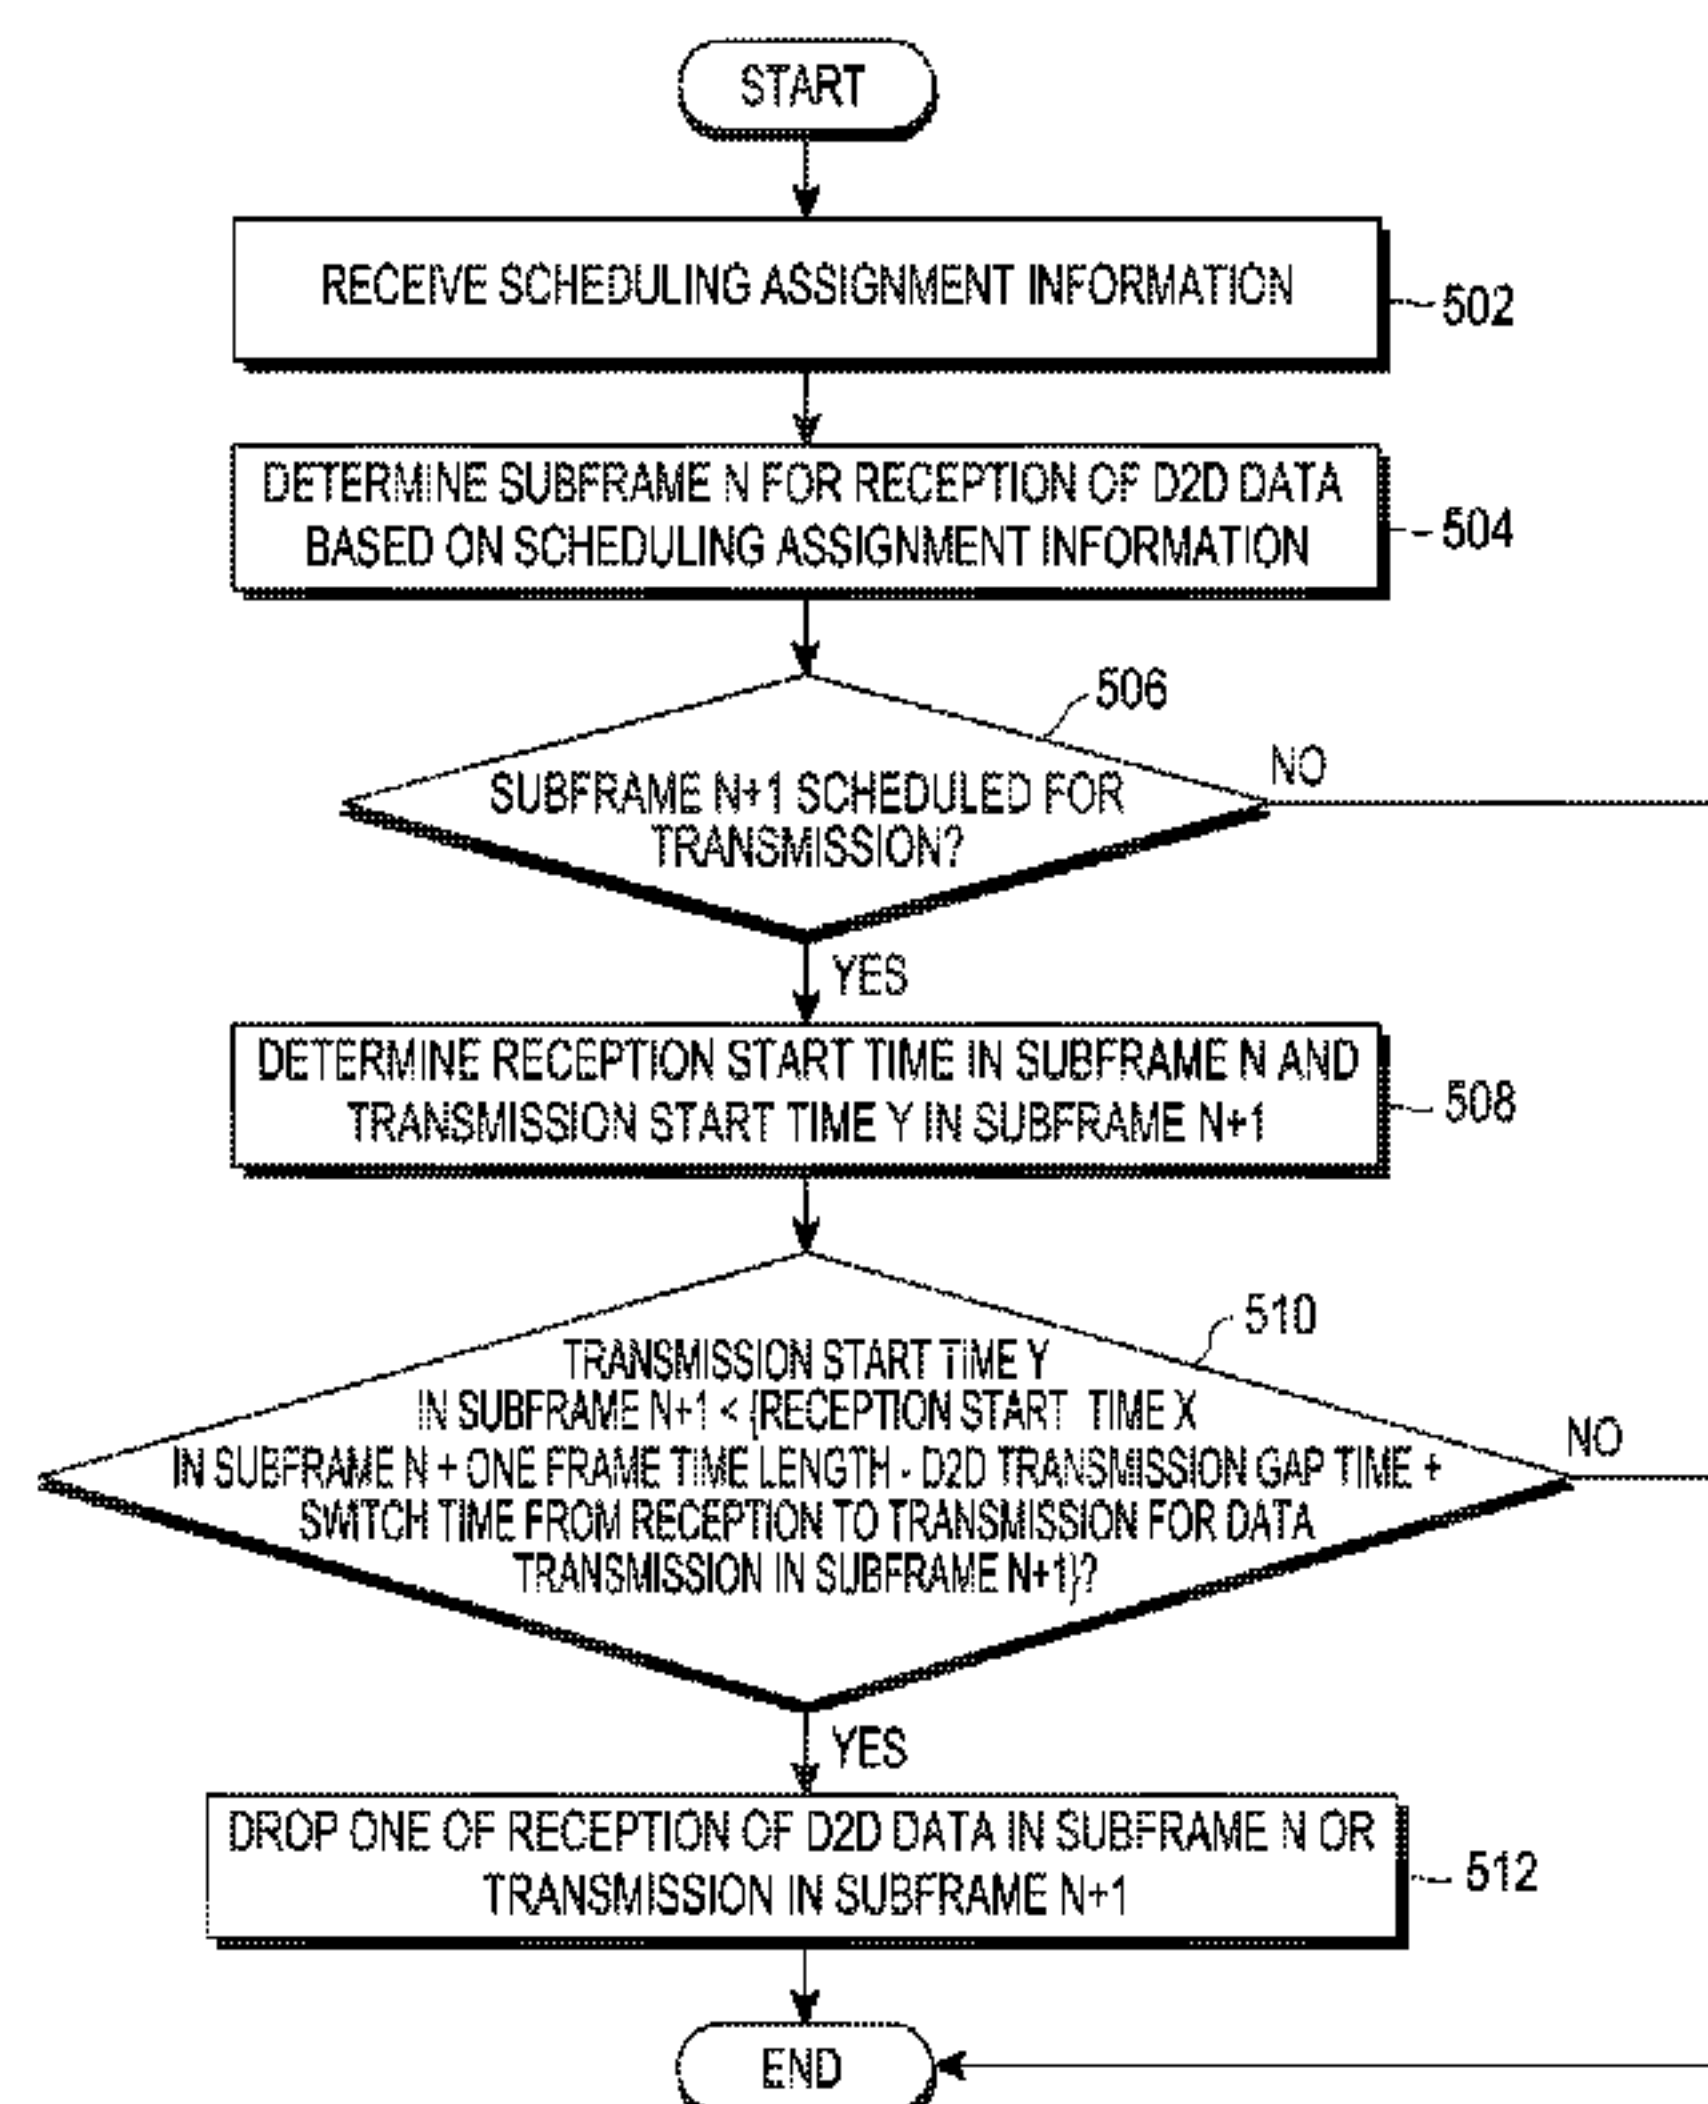 START
RECEIVE SCHEDULING ASSIGNMENT INFORMATION
502
DETERMINE SUBFRAME N FOR RECEPTION OF D2D DATA
BASED ON SCHEDULING ASSIGNMENT INFORMATION
504
506
SUBFRAME N+1 SCHEDULED FOR
TRANSMISSION?
NO
YES
DETERMINE RECEPTION START TIME IN SUBFRAME N AND
TRANSMISSION START TIME Y IN SUBFRAME N+1
508
510
TRANSMISSION START TIME Y
IN SUBFRAME N+1 < {RECEPTION START TIME X
IN SUBFRAME N + ONE FRAME TIME LENGTH - D2D TRANSMISSION GAP TIME +
SWITCH TIME FROM RECEPTION TO TRANSMISSION FOR DATA
TRANSMISSION IN SUBFRAME N+1}?
NO
YES
DROP ONE OF RECEPTION OF D2D DATA IN SUBFRAME N OR
TRANSMISSION IN SUBFRAME N+1
512
END